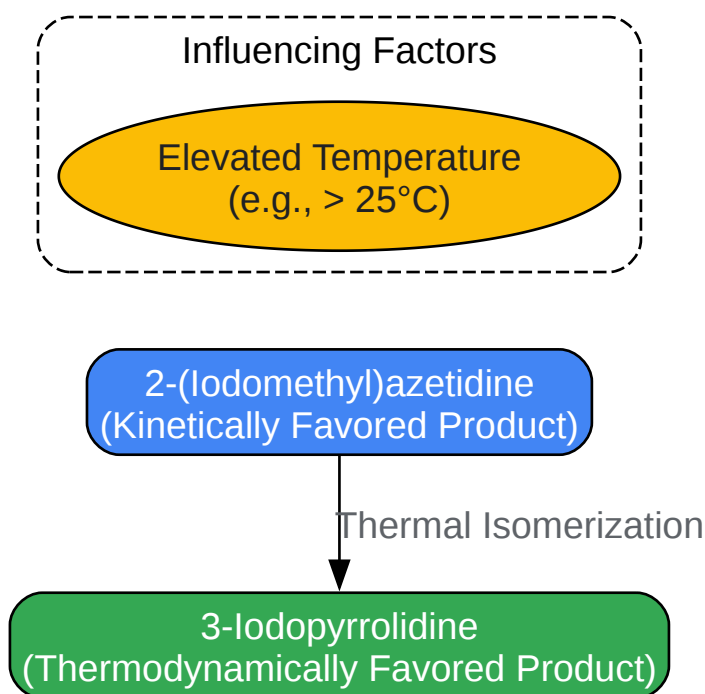 Influencing Factors
Elevated Temperature
(e.g., > 25°C)
2-(Iodomethyl)azetidine
(Kinetically Favored Product)
Thermal Isomerization
3-Iodopyrrolidine
(Thermodynamically Favored Product)